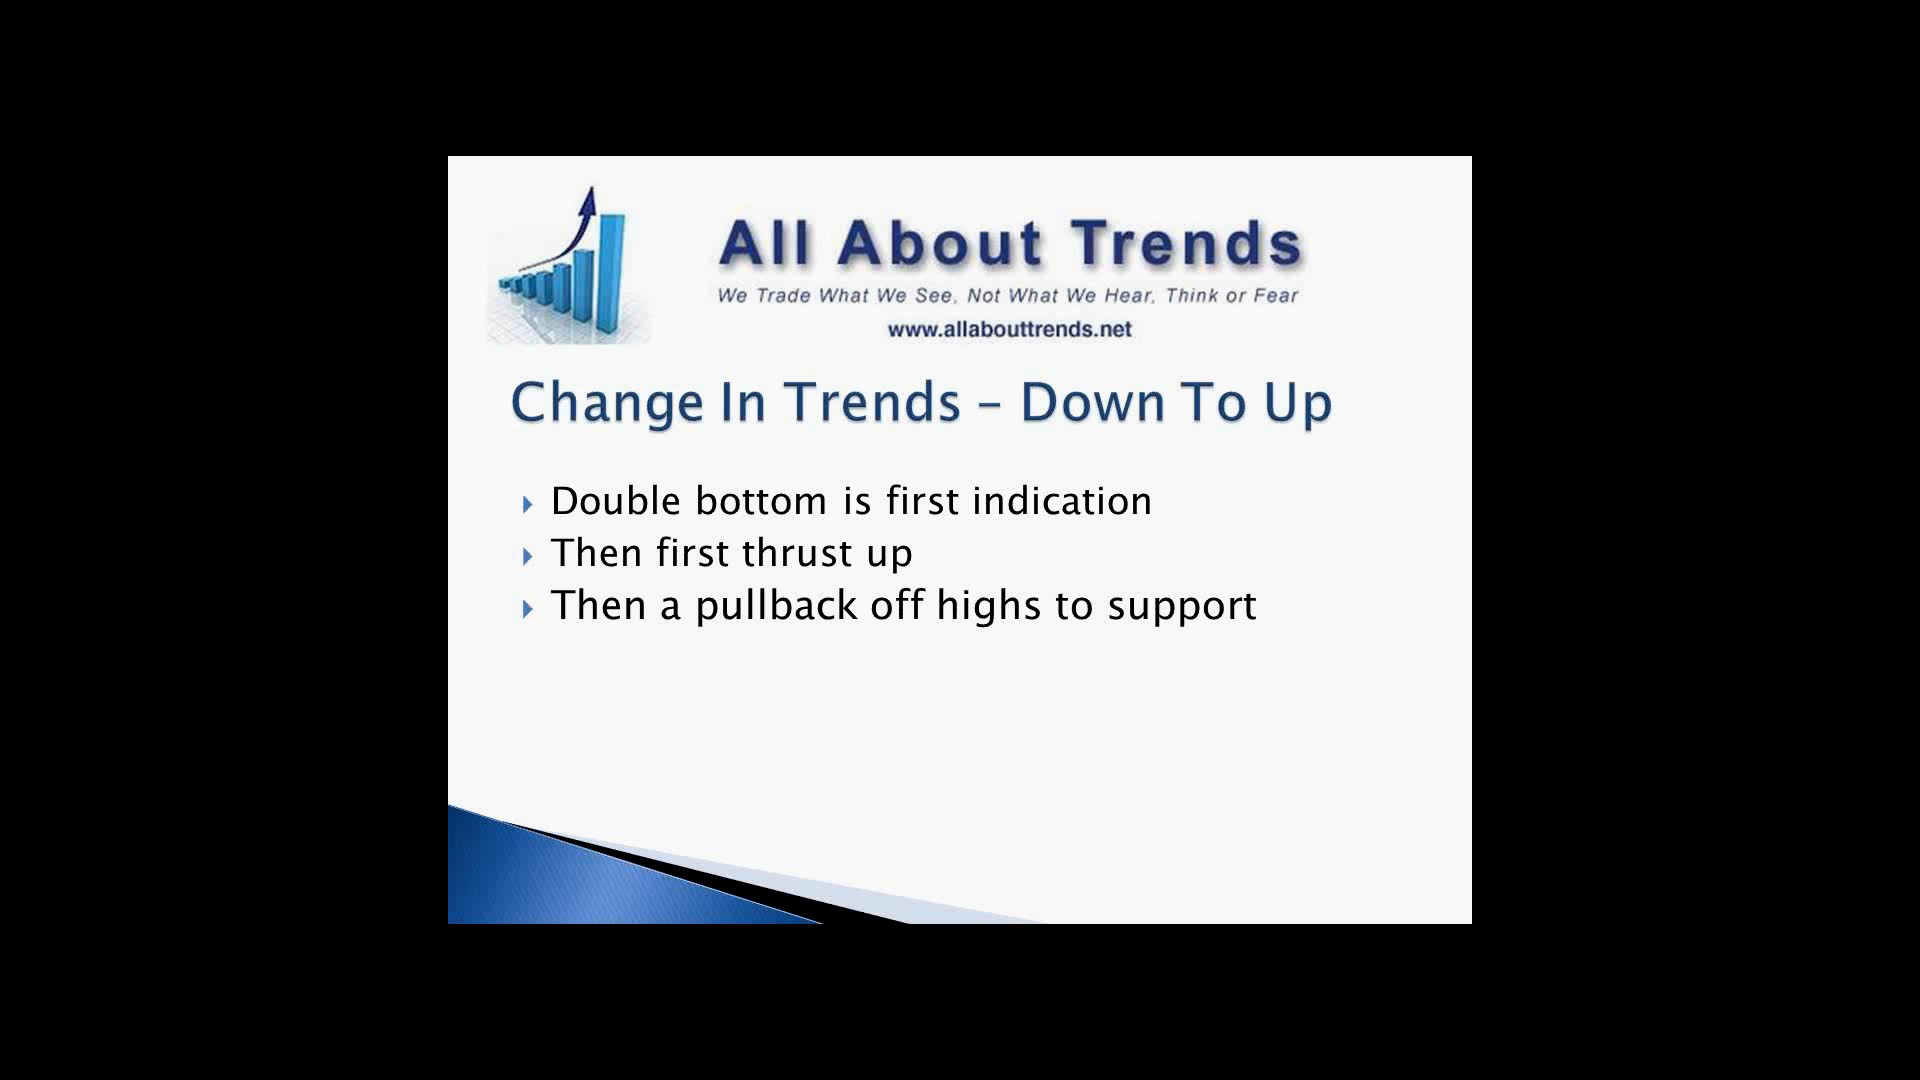 All About Trends
We Trade What We See, Not What We Hear, Think or Fear
www.allabouttrends.net
Change In Trends – Down To Up
Double bottom is first indication
Then first thrust up
Then a pullback off highs to support